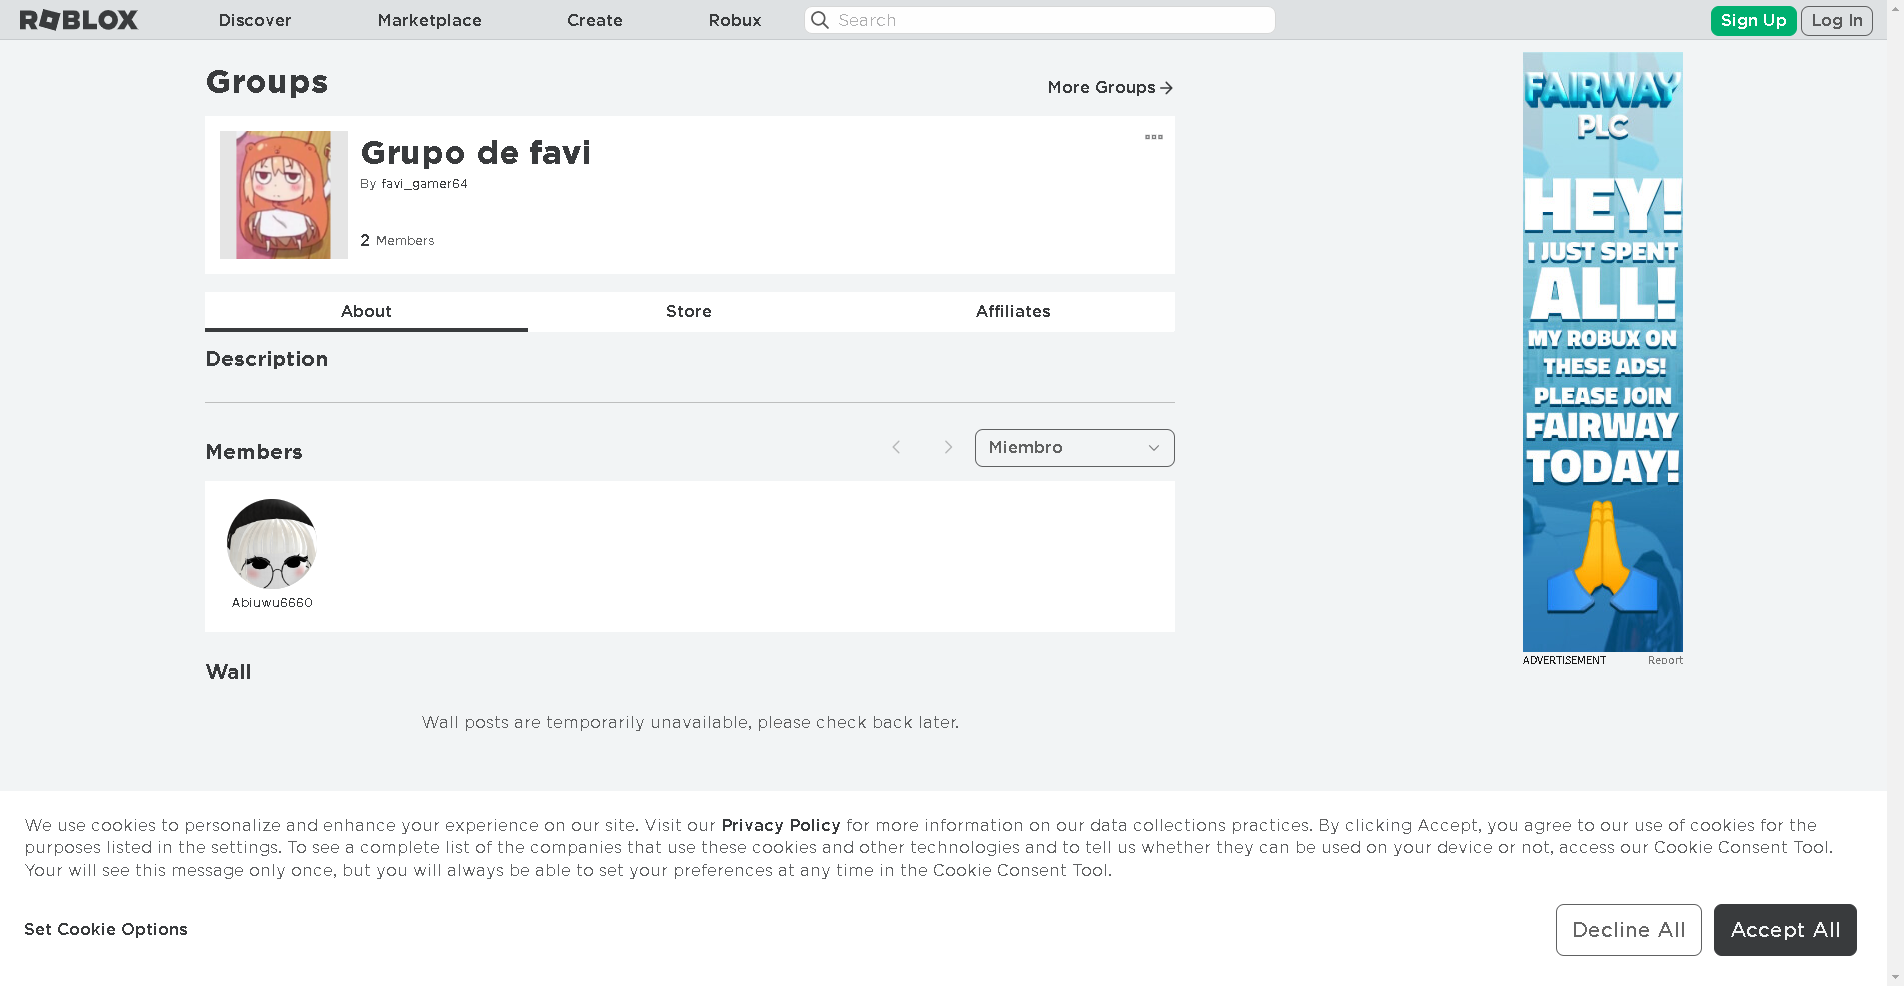 ROBLOX Discover Marketplace Create Robux Search Sign Up Log In
Groups
More Groups
Grupo de favi
By favi_gamer64
2 Members
About Store Affiliates
Description
Members
Miembro
Abiuwu6660
Wall
Wall posts are temporarily unavailable, please check back later.
FAIRWAY
PLC
HEY!
I JUST SPENT
ALL!
MY ROBUX ON
THESE ADS!
PLEASE JOIN
FAIRWAY
TODAY!
ADVERTISEMENT Report
We use cookies to personalize and enhance your experience on our site. Visit our Privacy Policy for more information on our data collections practices. By clicking Accept, you agree to our use of cookies for the
purposes listed in the settings. To see a complete list of the companies that use these cookies and other technologies and to tell us whether they can be used on your device or not, access our Cookie Consent Tool.
Your will see this message only once, but you will always be able to set your preferences at any time in the Cookie Consent Tool.
Set Cookie Options
Decline All
Accept All